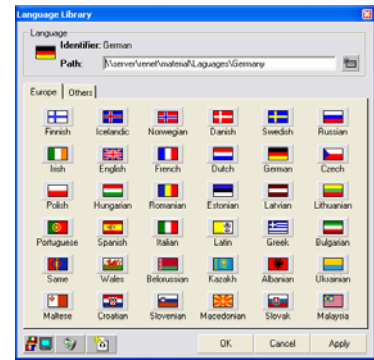 Language Library
Language
Identifier: German
Path: \\server\renet\material\Laguages\Germany
Europe Others
Finnish Icelandic Norwegian Danish Swedish Russian
Irish English French Dutch German Czech
Polish Hungarian Romanian Estonian Latvian Lithuanian
Portuguese Spanish Italian Latin Greek Bulgarian
Same Wales Belorussian Kazakh Albanian Ukrainian
Maltese Croatian Slovenian Macedonian Slovak Malaysia
OK Cancel Apply